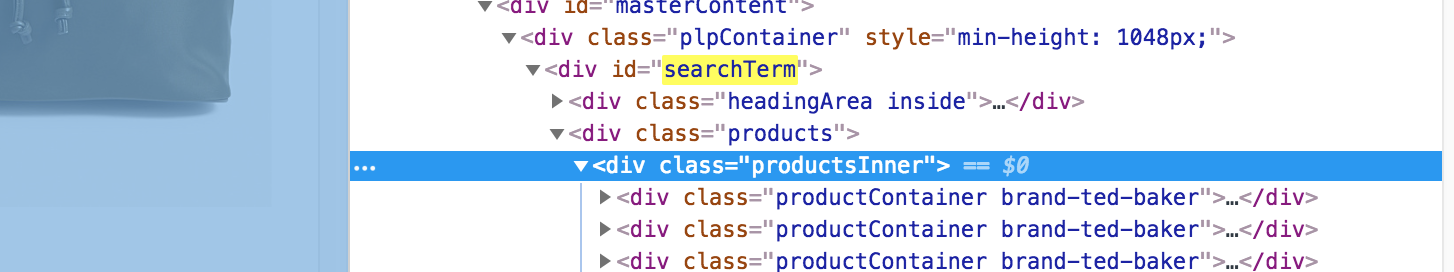 <div id="masterContent">
<div class="plpContainer" style="min-height: 1048px;">
<div id="searchTerm">
<div class="headingArea inside">…</div>
<div class="products">
… <div class="productsInner"> == $0
<div class="productContainer brand-ted-baker">…</div>
<div class="productContainer brand-ted-baker">…</div>
<div class="productContainer brand-ted-baker">…</div>